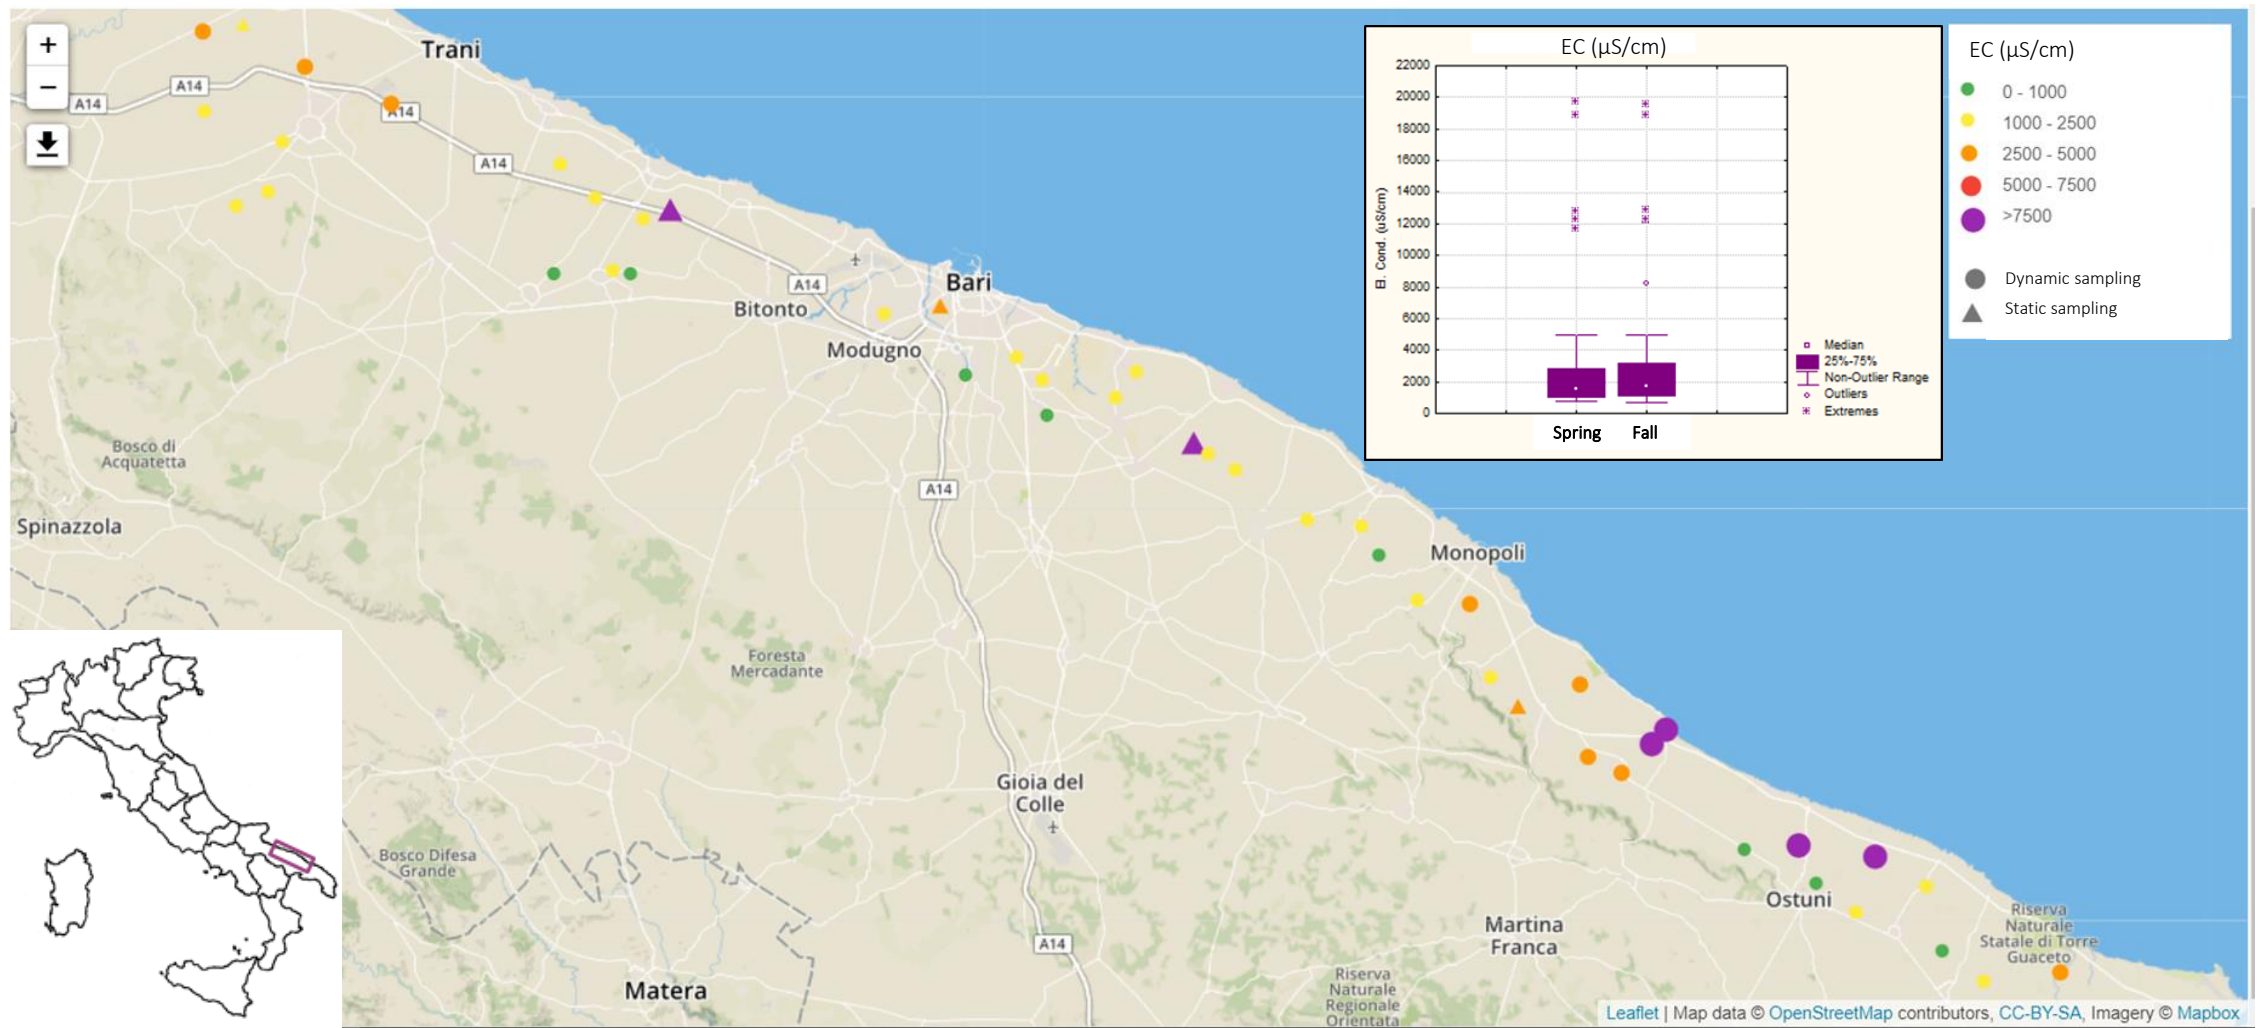 +
−
Trani
A14
A14
A14
A14
A14
Bari
Bitonto
Modugno
A14
Bosco di
Acquatetta
Spinazzola
Monopoli
Foresta
Mercadante
Gioia del
Colle
Bosco Difesa
Grande
Ostuni
Martina
Franca
Riserva
Naturale
Statale di Torre
Guaceto
A14
Matera
Riserva
Naturale
Regionale
Orientata
EC (µS/cm)
22000
20000
18000
16000
14000
12000
10000
8000
6000
4000
2000
0
El. Cond. (uS/cm)
Spring Fall
Median
25%-75%
Non-Outlier Range
Outliers
Extremes
EC (µS/cm)
0 - 1000
1000 - 2500
2500 - 5000
5000 - 7500
>7500
Dynamic sampling
Static sampling
Leaflet | Map data © OpenStreetMap contributors, CC-BY-SA, Imagery © Mapbox